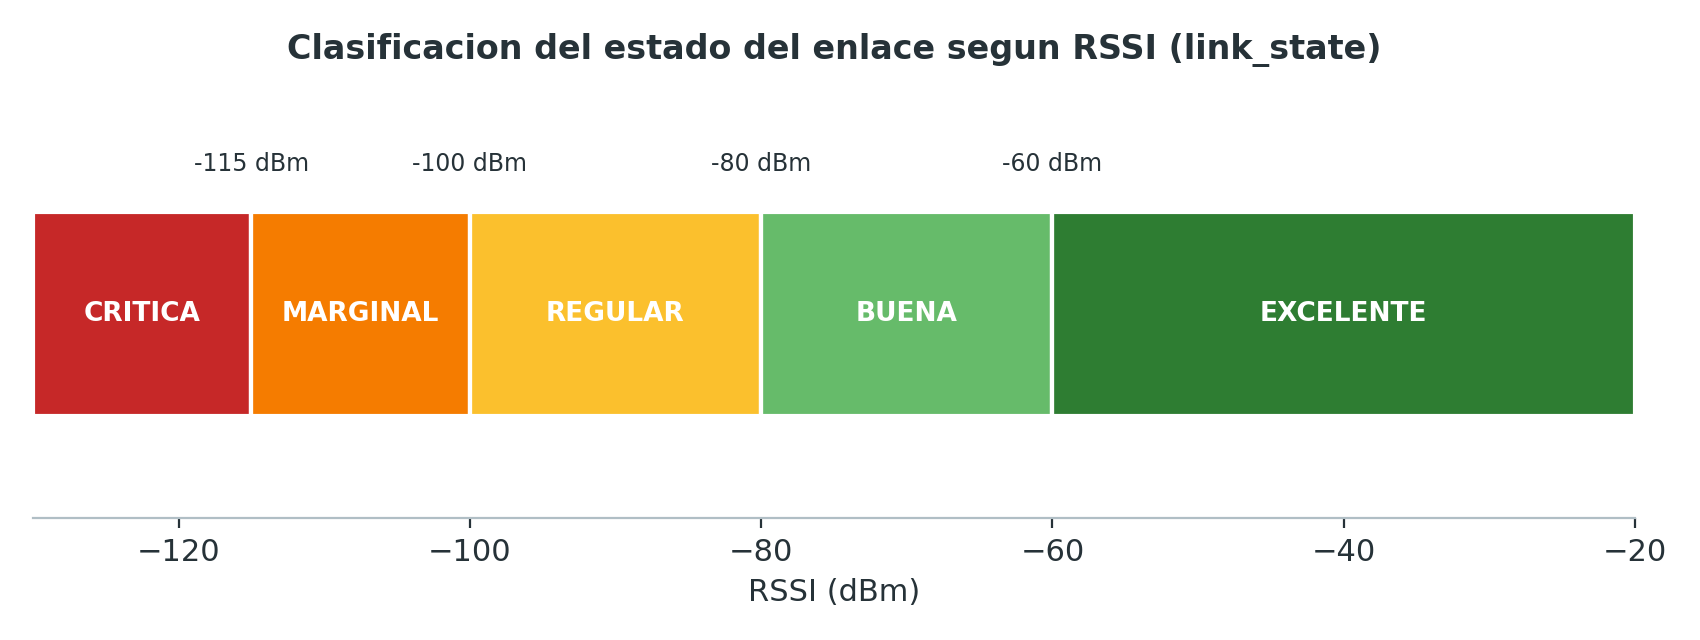 Clasificacion del estado del enlace segun RSSI (link_state)
-115 dBm -100 dBm -80 dBm -60 dBm
CRITICA MARGINAL REGULAR BUENA EXCELENTE
−120 −100 −80 −60 −40 −20
RSSI (dBm)